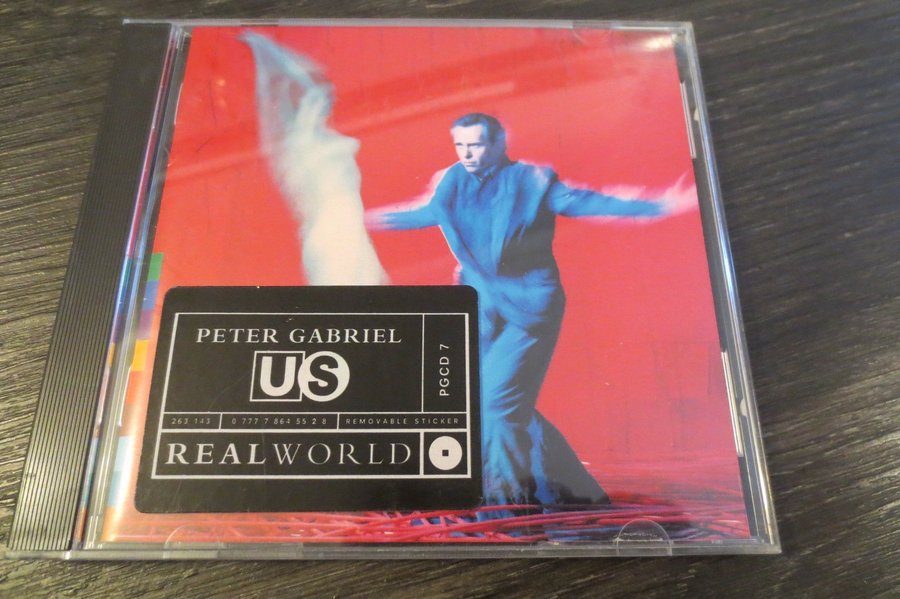 PETER GABRIEL
US
PGCD 7
263 143
0 777 7 864 55 2 8
REMOVABLE STICKER
REALWORLD